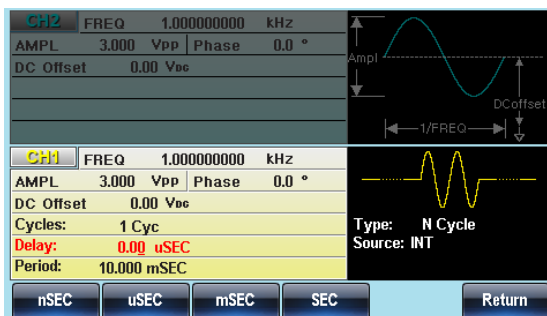 CH2 FREQ 1.000000000 kHz
AMPL 3.000 Vpp Phase 0.0 °
DC Offset 0.00 VDC
Ampl
DCoffset
1/FREQ
CH1 FREQ 1.000000000 kHz
AMPL 3.000 Vpp Phase 0.0 °
DC Offset 0.00 VDC
Cycles: 1 Cyc
Delay: 0.00 uSEC
Period: 10.000 mSEC
Type: N Cycle
Source: INT
nSEC uSEC mSEC SEC Return